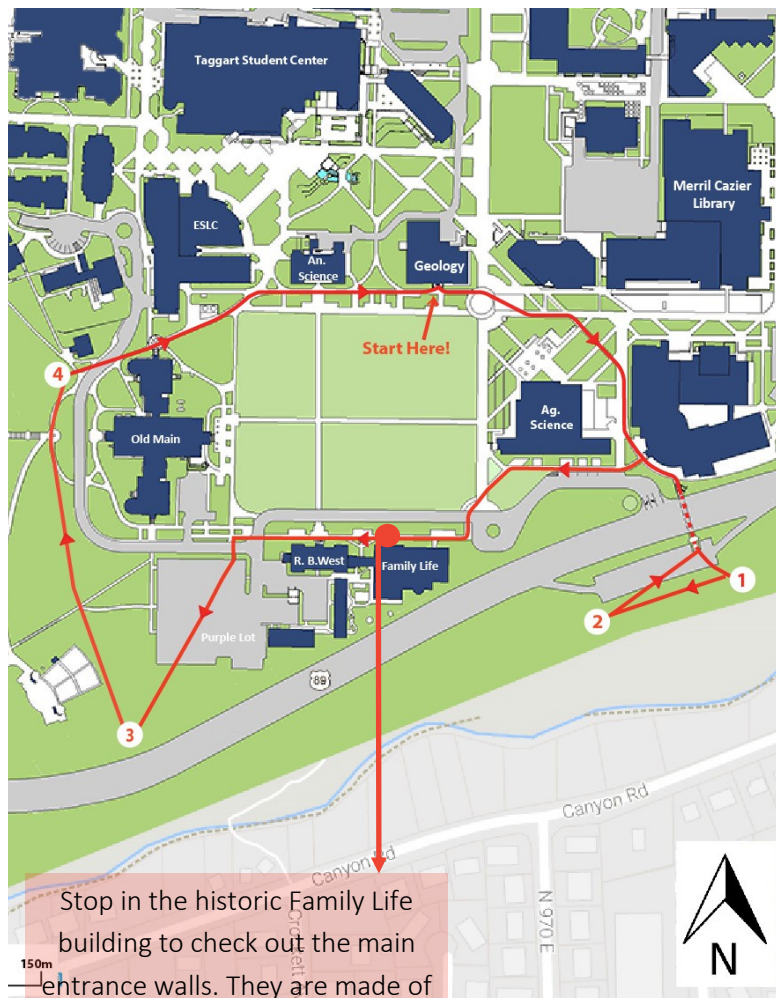 Taggart Student Center
Merril Cazier
Library
ESLC
An.
Science
Geology
Start Here!
4
Old Main
Ag.
Science
R. B.West
Family Life
1
2
Purple Lot
89
3
Canyon Rd
Canyon Rd
N 970 E
Crockett
Stop in the historic Family Life
building to check out the main
entrance walls. They are made of
150m
N